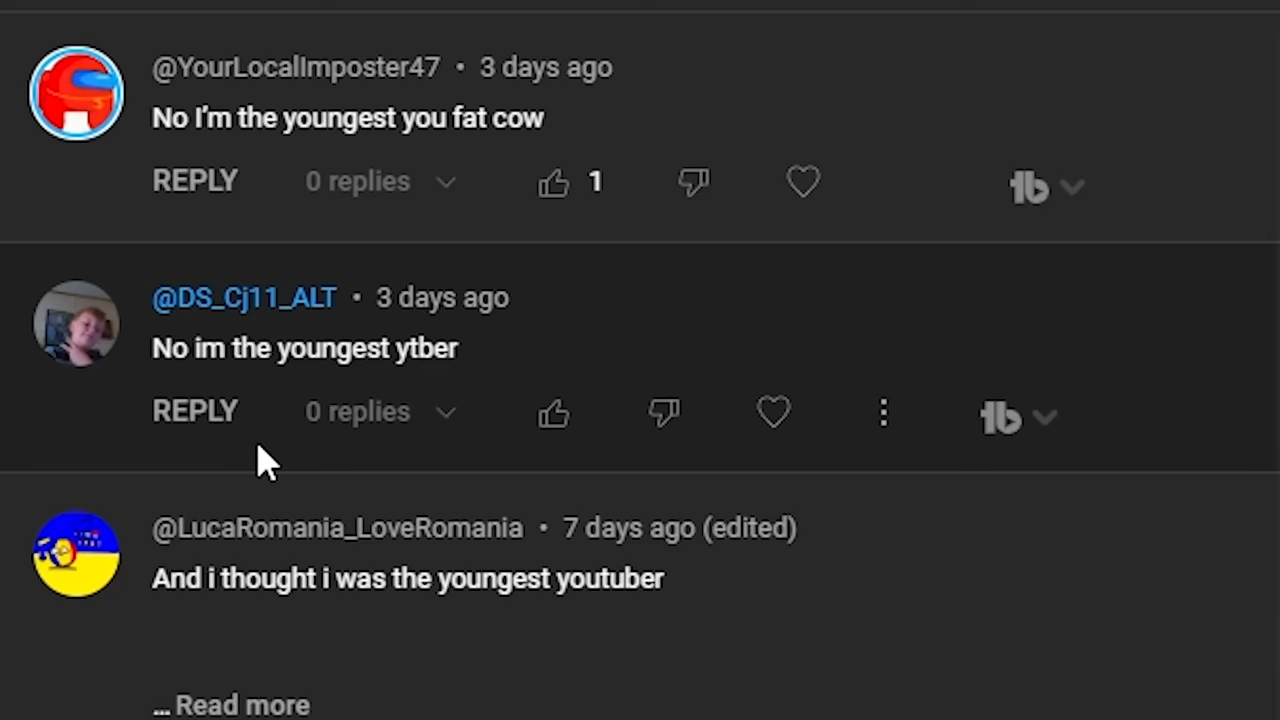 @YourLocalImposter47 • 3 days ago
No I'm the youngest you fat cow
REPLY 0 replies 1
@DS_Cj11_ALT • 3 days ago
No im the youngest ytber
REPLY 0 replies
@LucaRomania_LoveRomania • 7 days ago (edited)
And i thought i was the youngest youtuber
... Read more